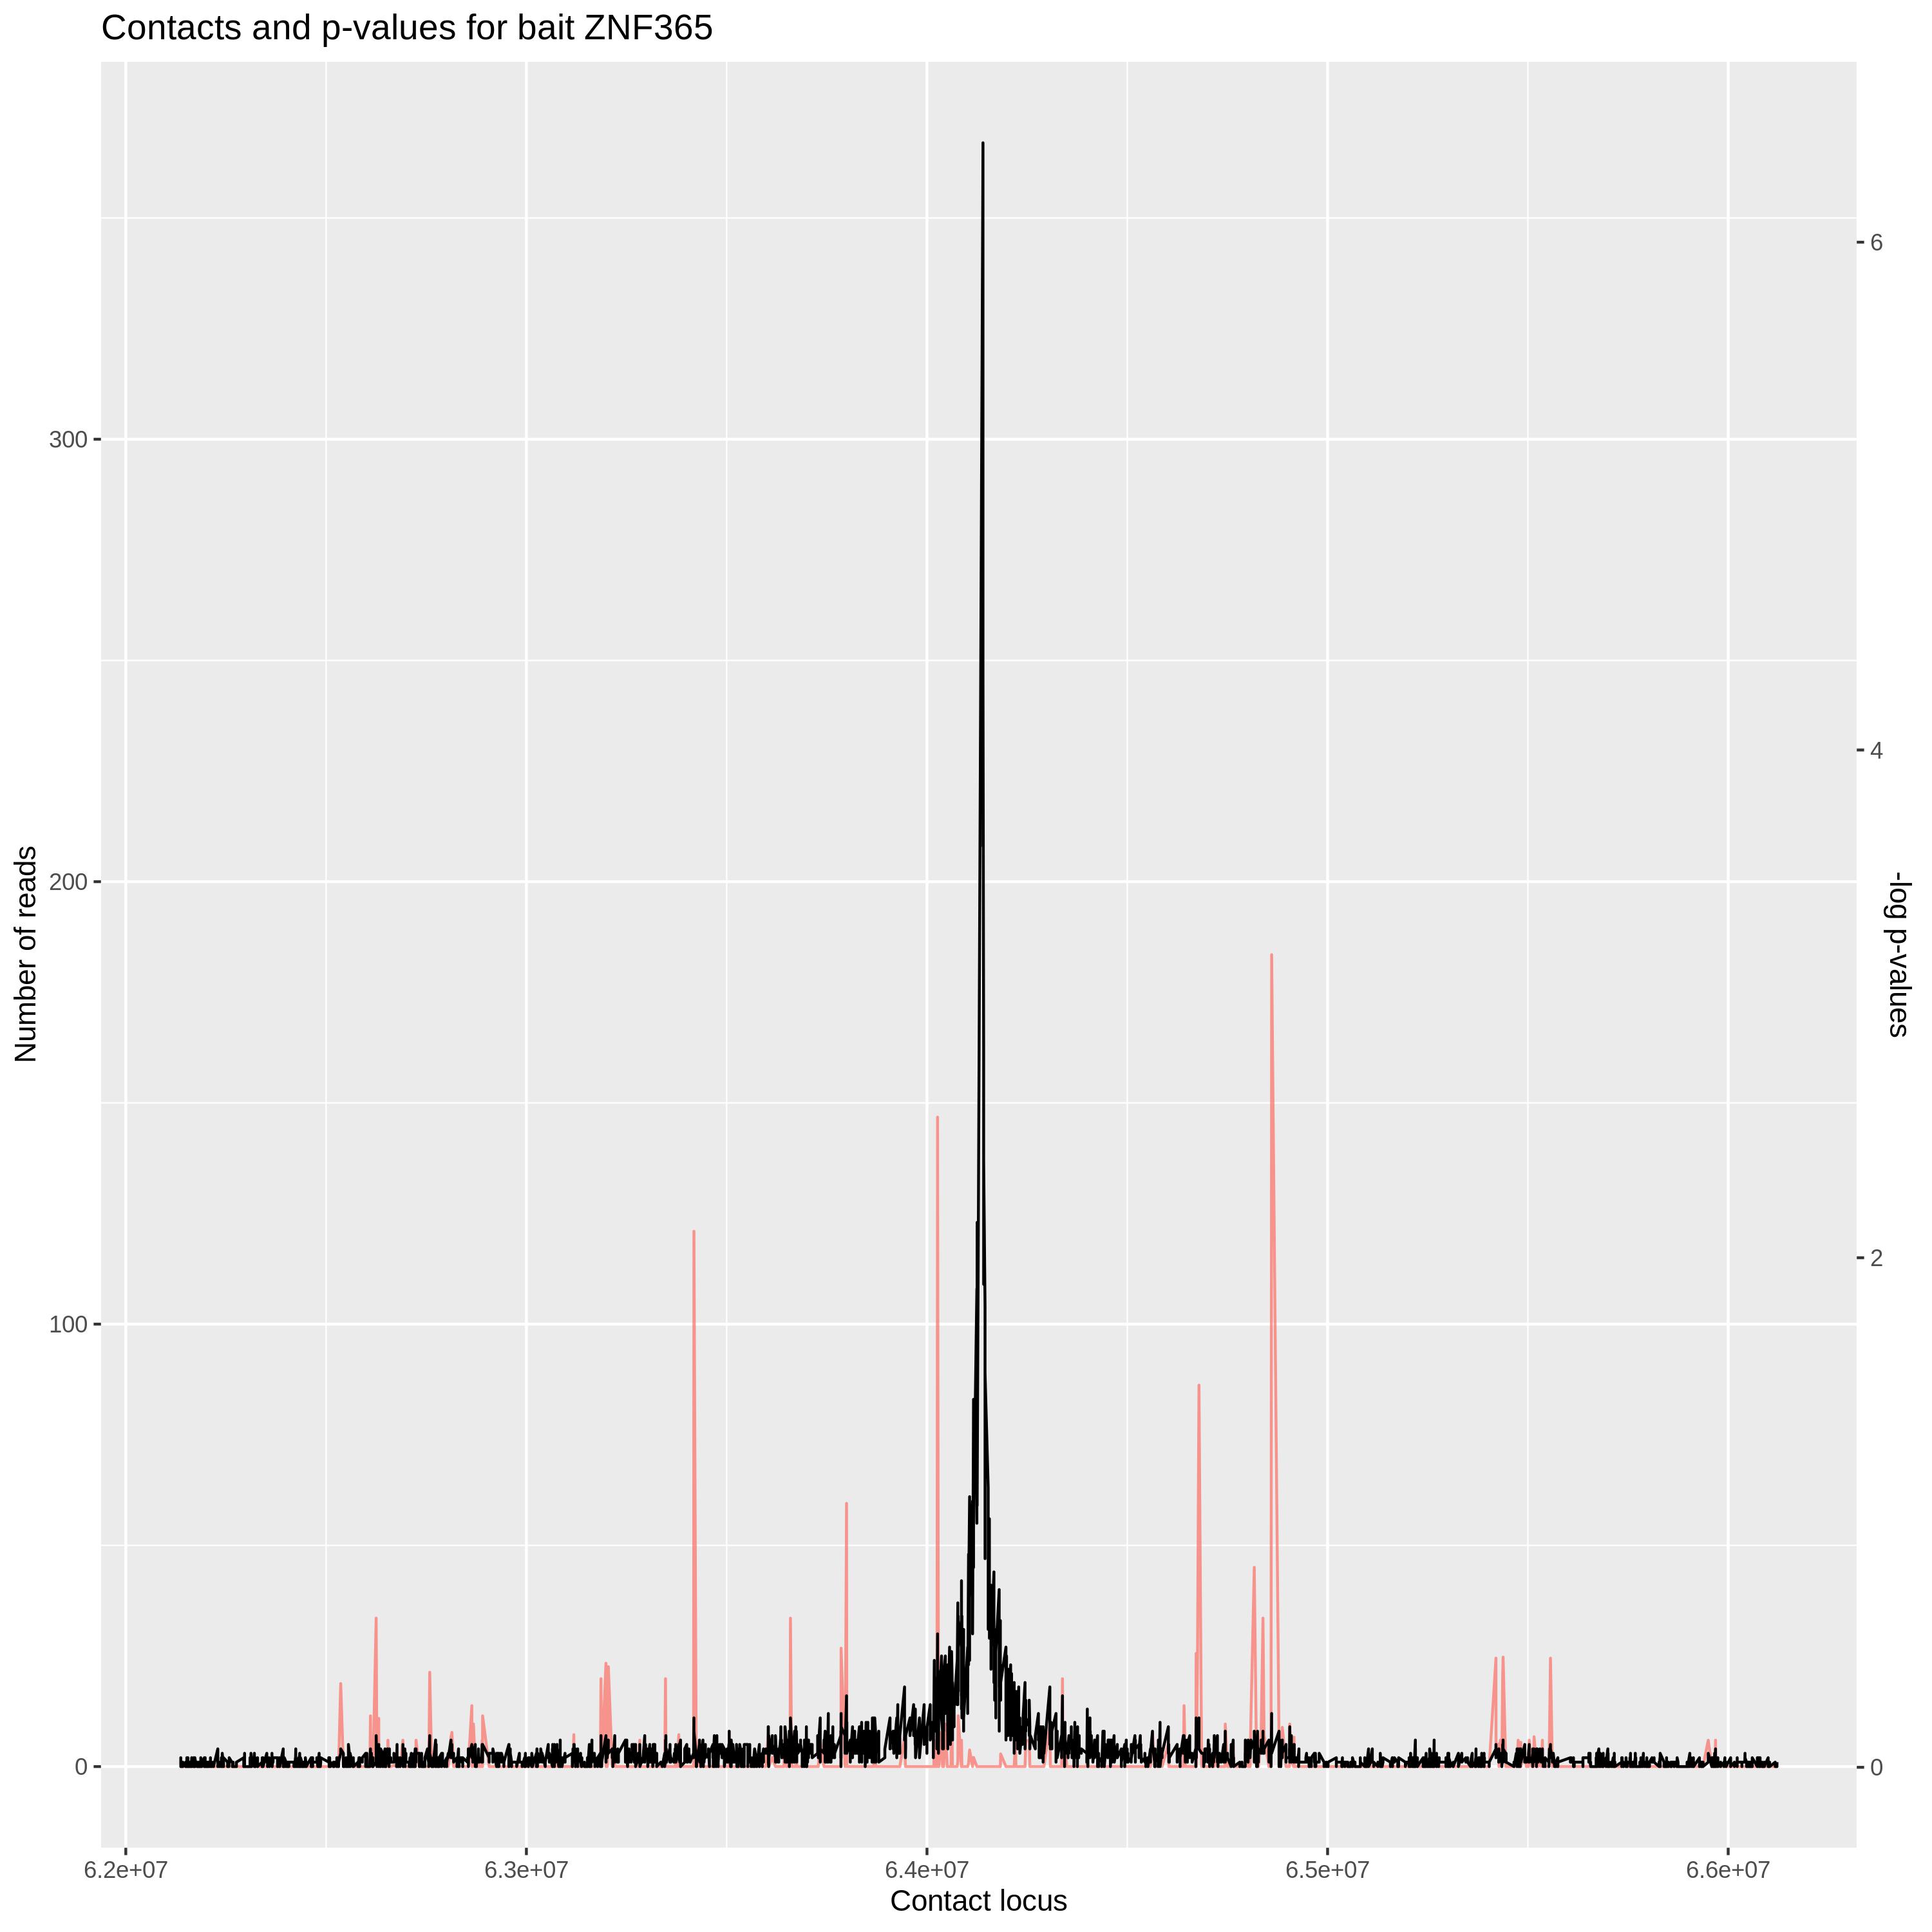 Contacts and p-values for bait ZNF365
Number of reads
300
200
100
0
6
4
2
0
-log p-values
6.2e+07 6.3e+07 6.4e+07 6.5e+07 6.6e+07
Contact locus